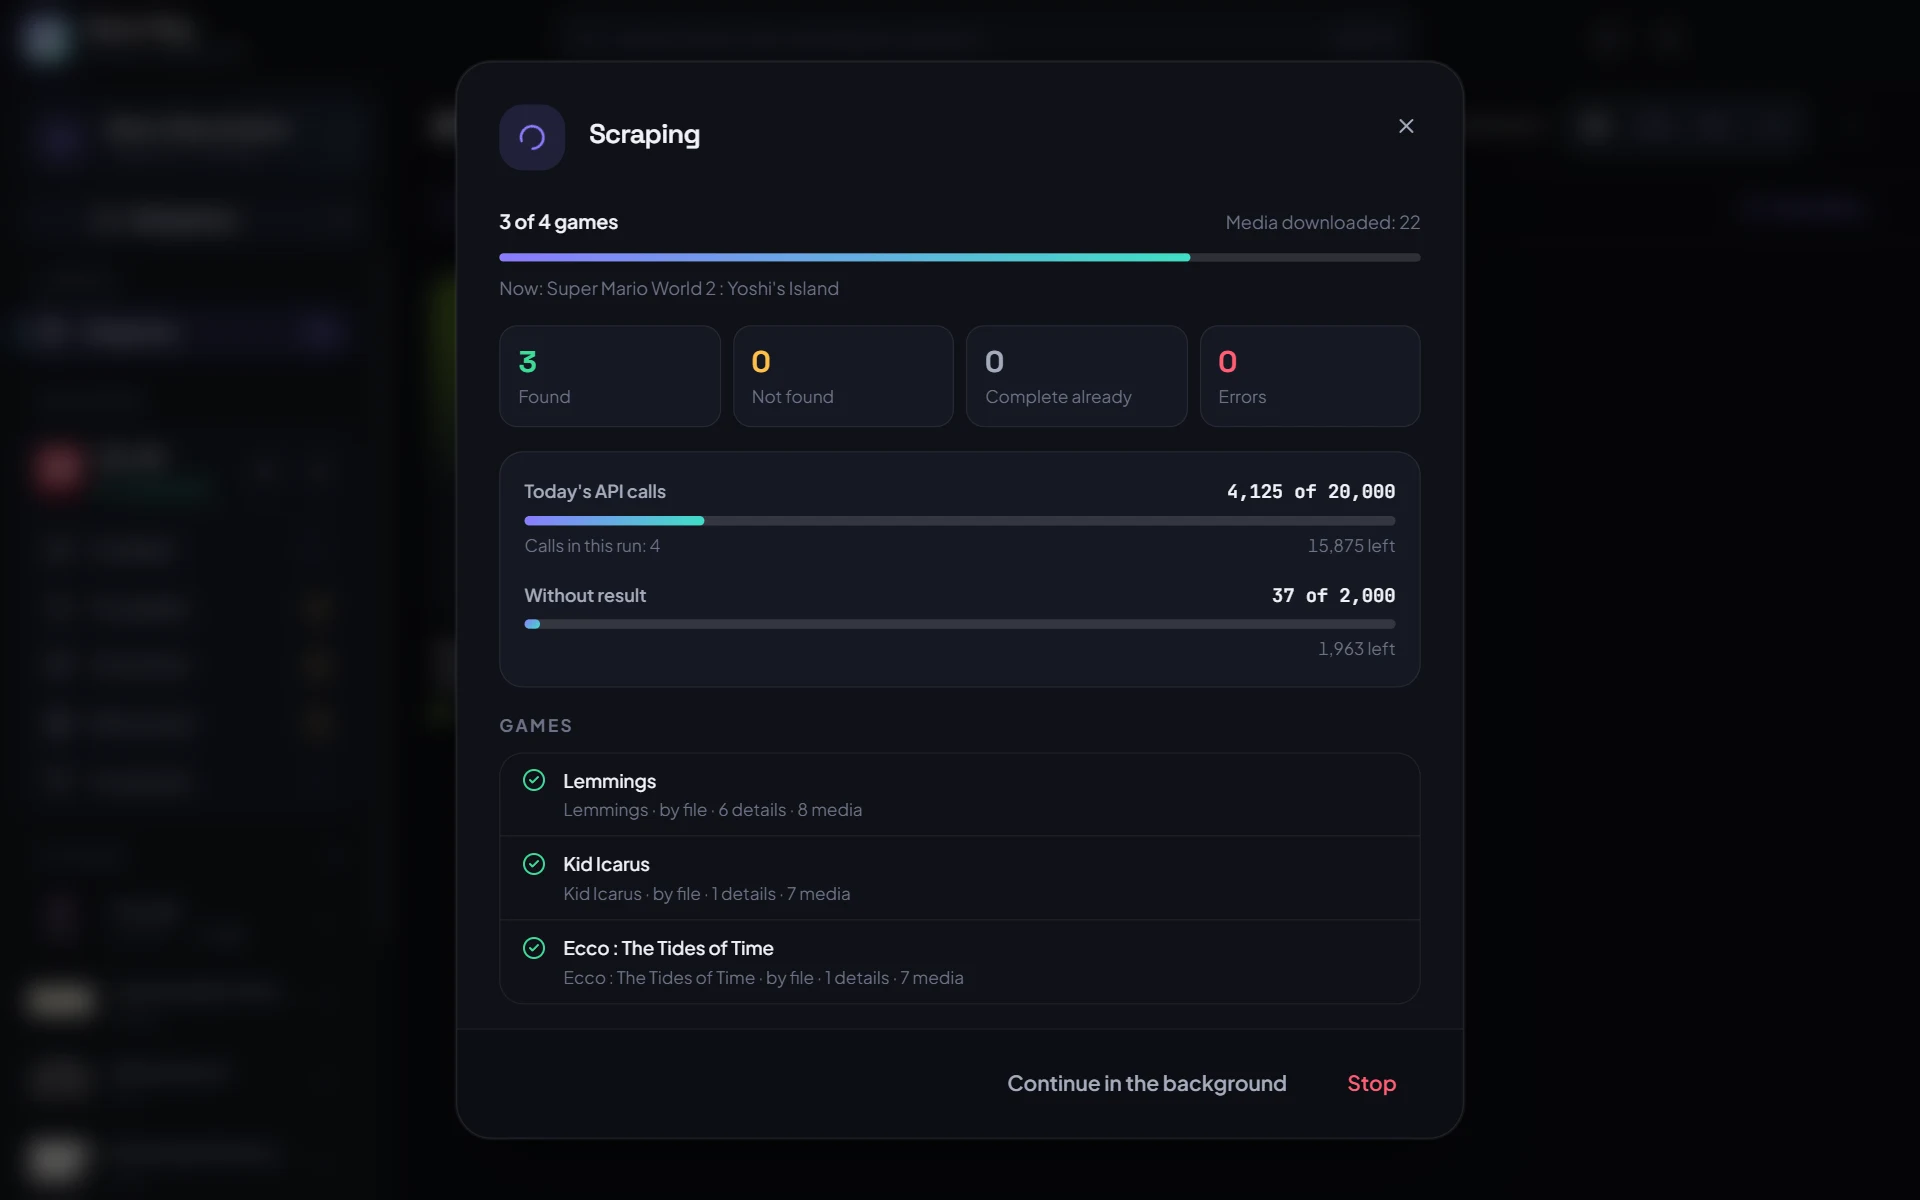 Scraping
3 of 4 games
Media downloaded: 22
Now: Super Mario World 2 : Yoshi's Island
3
Found
0
Not found
0
Complete already
0
Errors
Today's API calls
4,125 of 20,000
Calls in this run: 4
15,875 left
Without result
37 of 2,000
1,963 left
GAMES
Lemmings
Lemmings · by file · 6 details · 8 media
Kid Icarus
Kid Icarus · by file · 1 details · 7 media
Ecco : The Tides of Time
Ecco : The Tides of Time · by file · 1 details · 7 media
Continue in the background
Stop